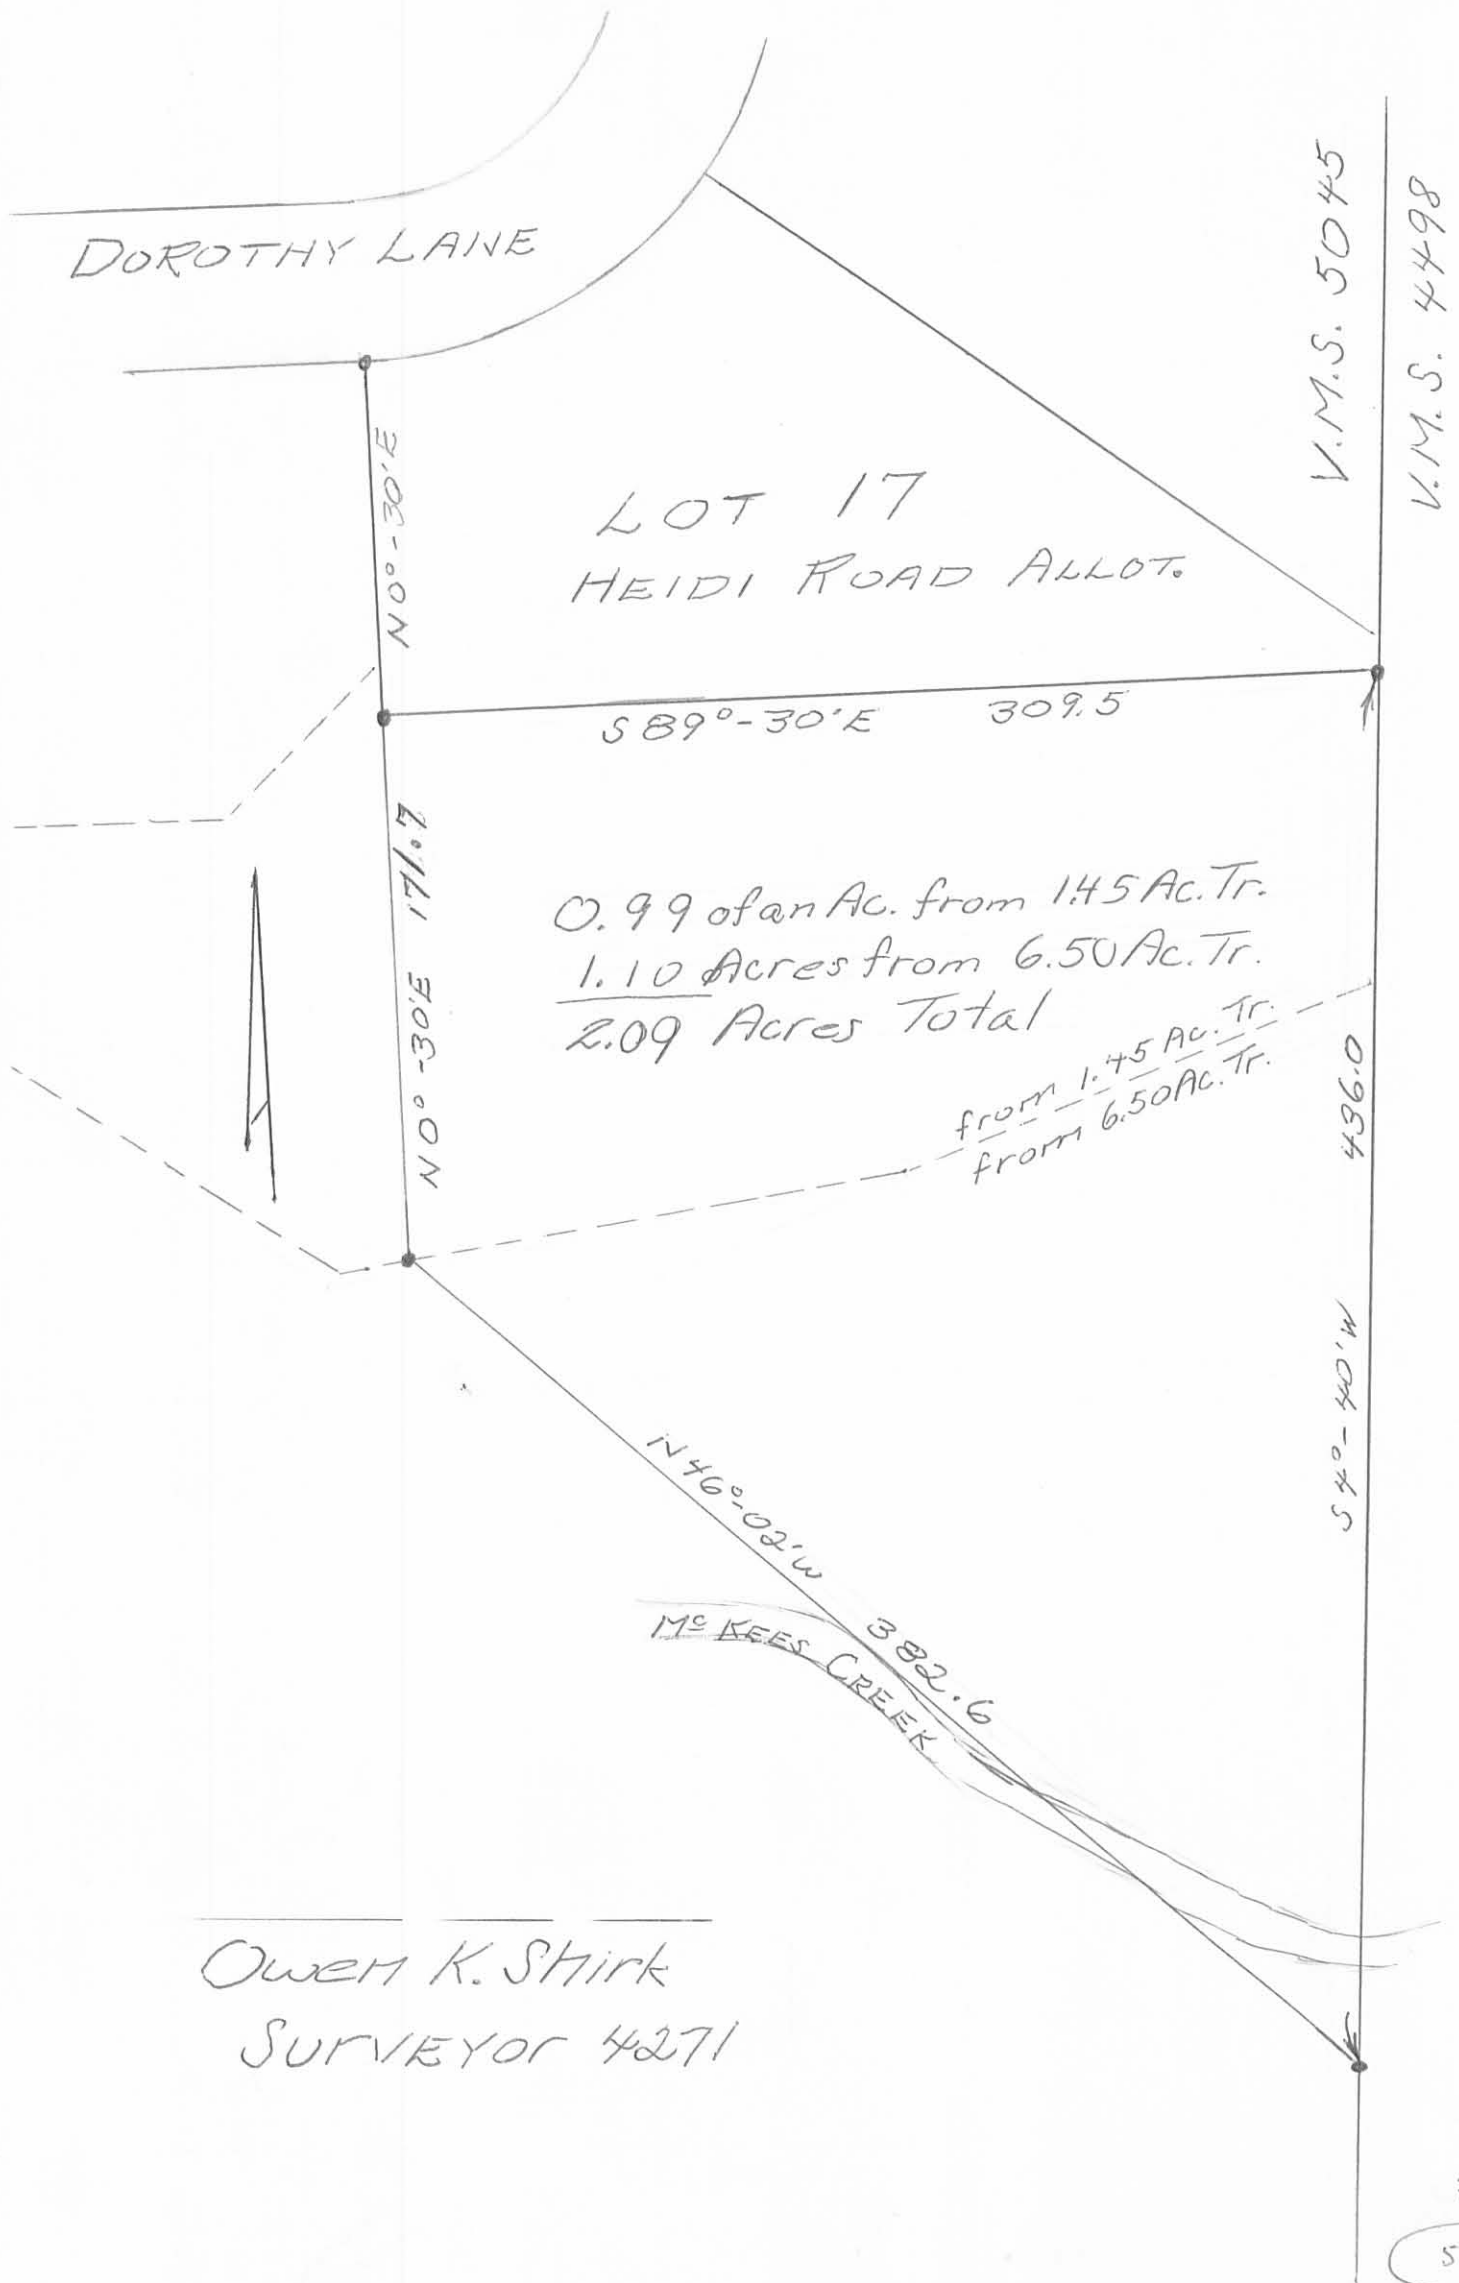 DOROTHY LANE
V.M.S. 5045
V.M.S. 4498
N0°-30'E
LOT 17
HEIDI ROAD ALLOT.
S89°-30'E 309.5
N0°-30'E 171.7
0.99 of an Ac. from 1.45 Ac. Tr.
1.10 Acres from 6.50 Ac. Tr.
2.09 Acres Total
from 1.45 Ac. Tr.
from 6.50 Ac. Tr.
S4°-40'W 436.0
N46°-02'W 382.6
Mc KEES CREEK
Owen K. Shirk
Surveyor 4271
5